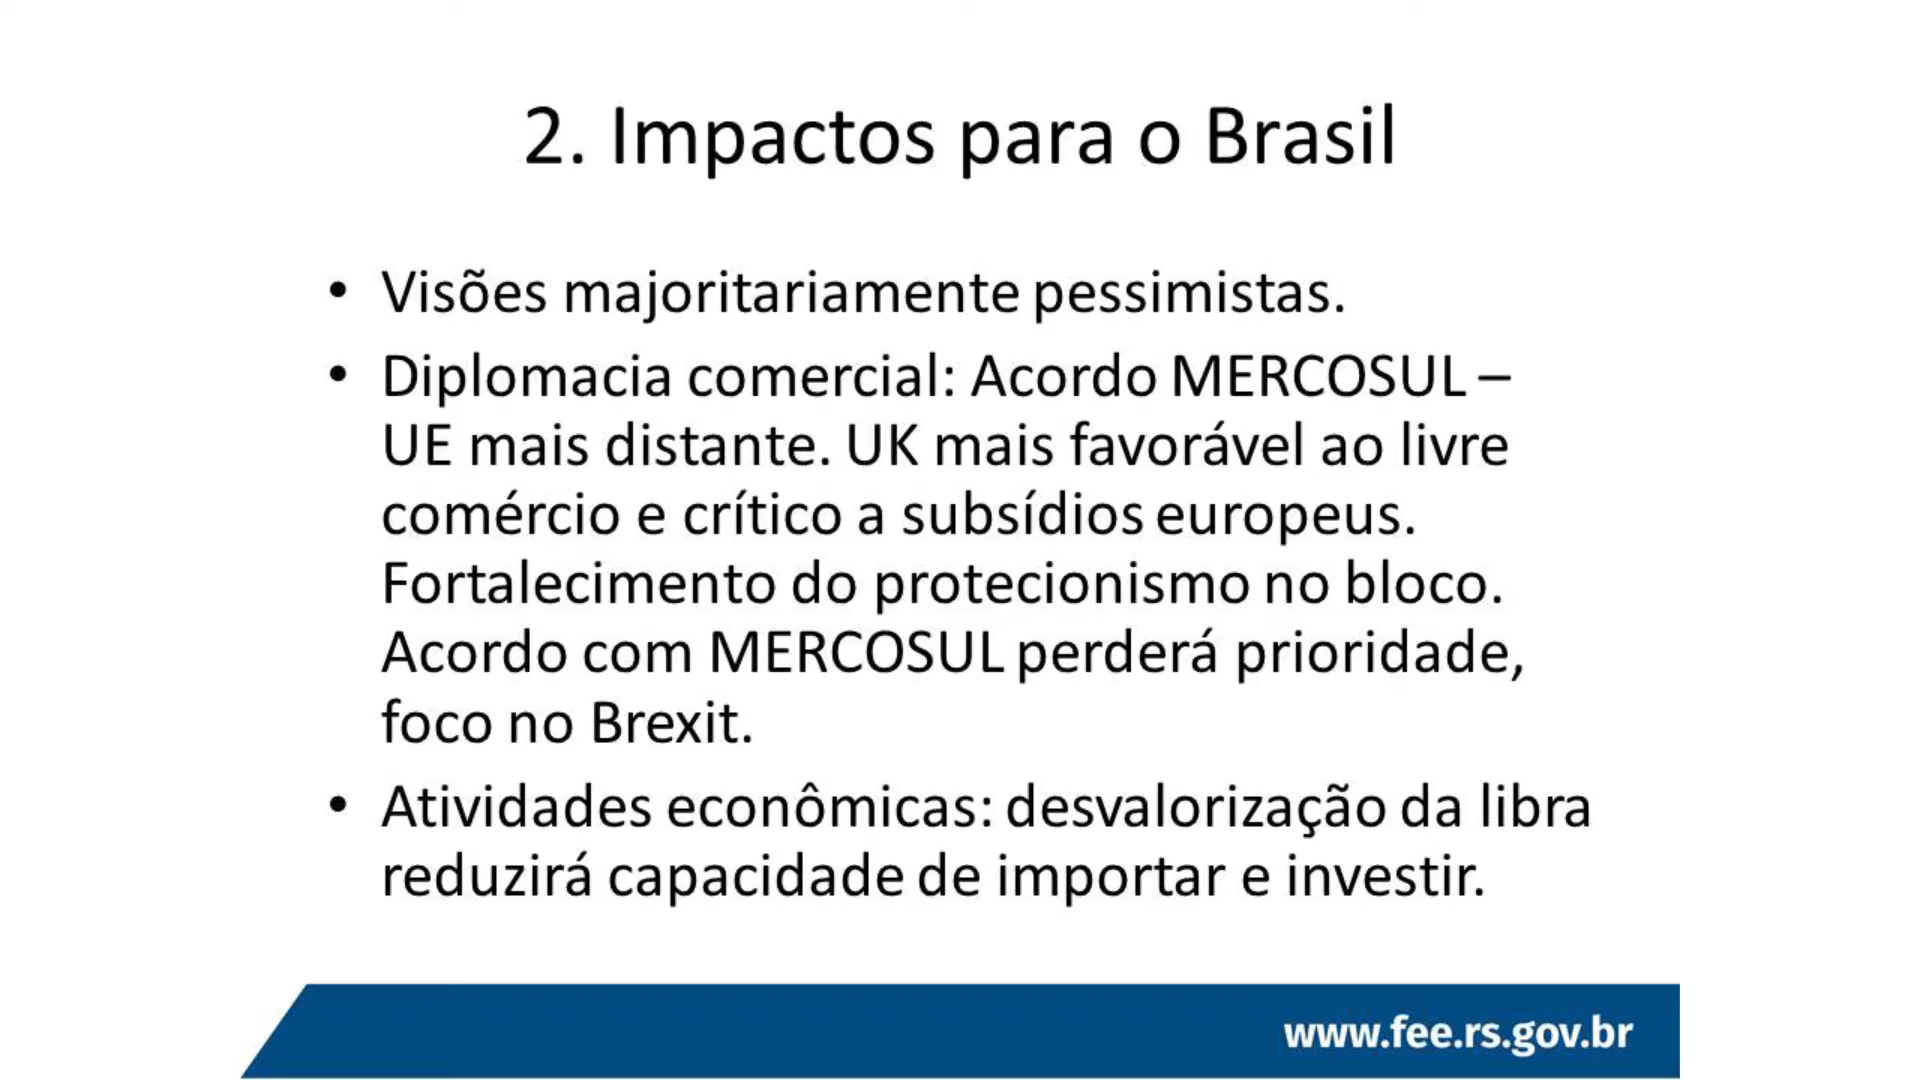 2. Impactos para o Brasil
• Visões majoritariamente pessimistas.
• Diplomacia comercial: Acordo MERCOSUL –
UE mais distante. UK mais favorável ao livre
comércio e crítico a subsídios europeus.
Fortalecimento do protecionismo no bloco.
Acordo com MERCOSUL perderá prioridade,
foco no Brexit.
• Atividades econômicas: desvalorização da libra
reduzirá capacidade de importar e investir.
www.fee.rs.gov.br